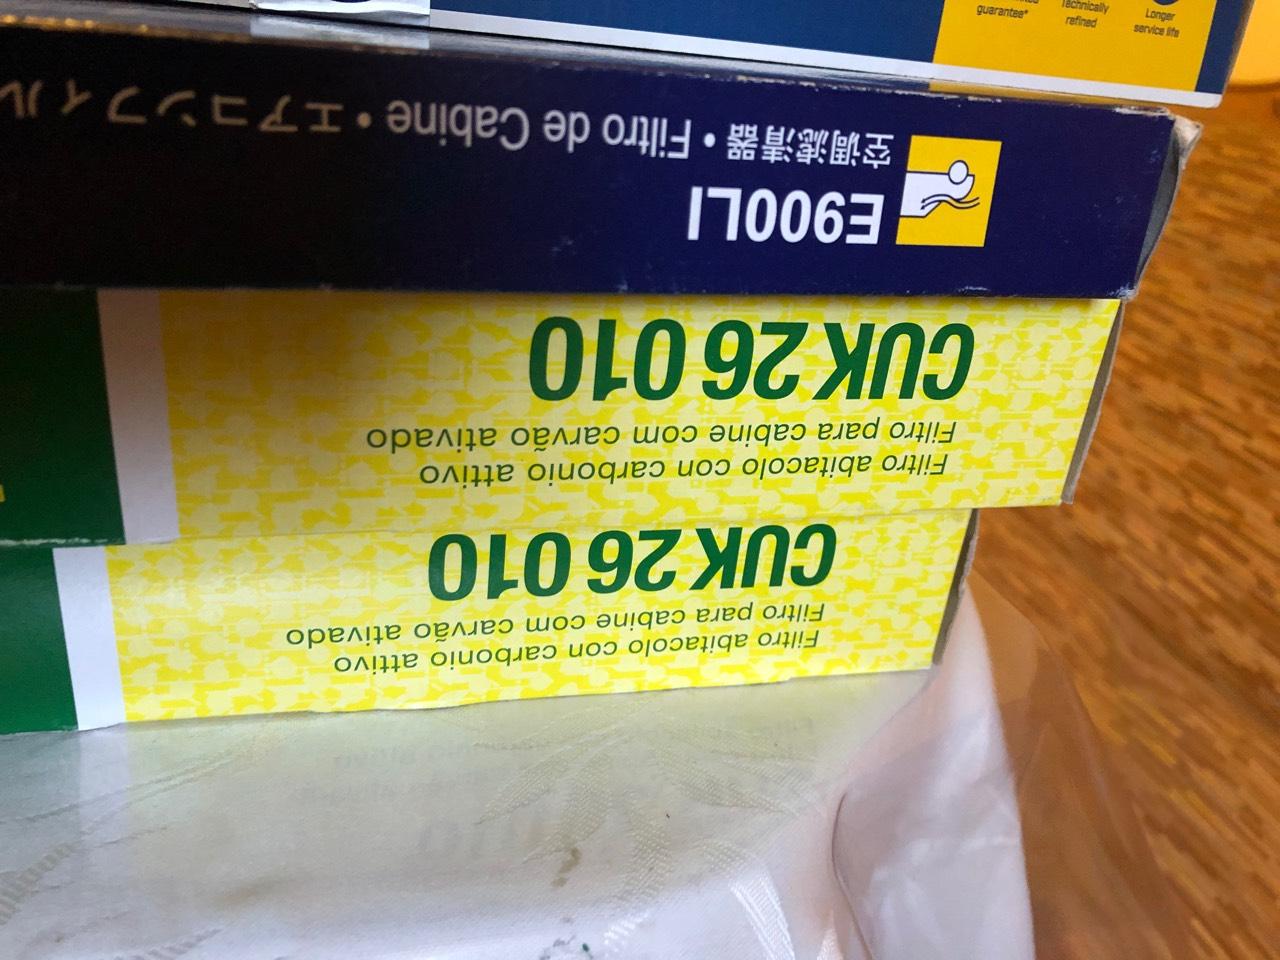 guarantee*
Technically
refined
Longer
service life
E900LI
空调滤清器 • Filtro de Cabine • エアコンフィル
CUK 26 010
Filtro para cabine com carvão ativado
Filtro abitacolo con carbonio attivo
CUK 26 010
Filtro para cabine com carvão ativado
Filtro abitacolo con carbonio attivo